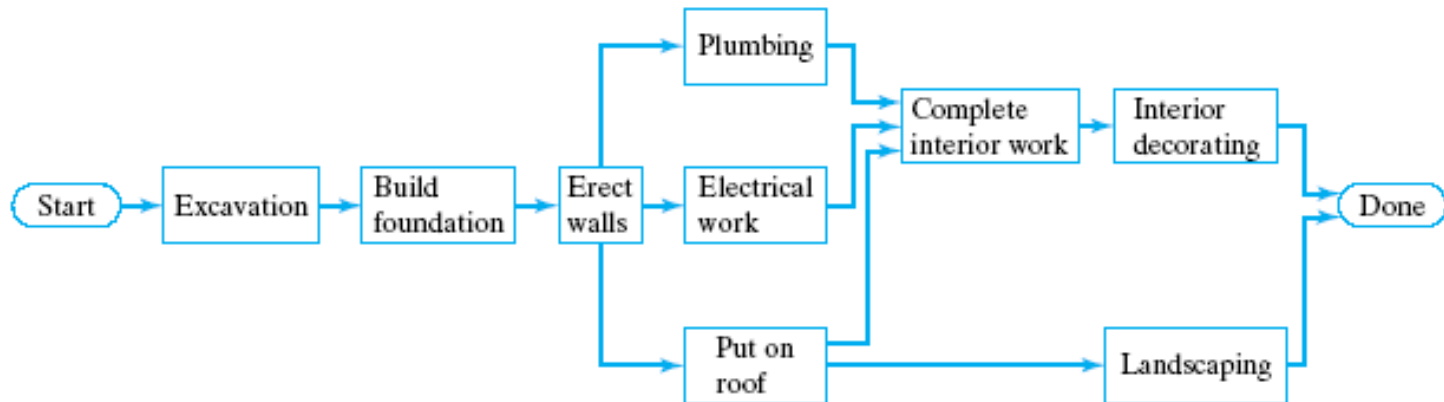 Start
Excavation
Build
foundation
Erect
walls
Plumbing
Electrical
work
Put on
roof
Complete
interior work
Interior
decorating
Landscaping
Done